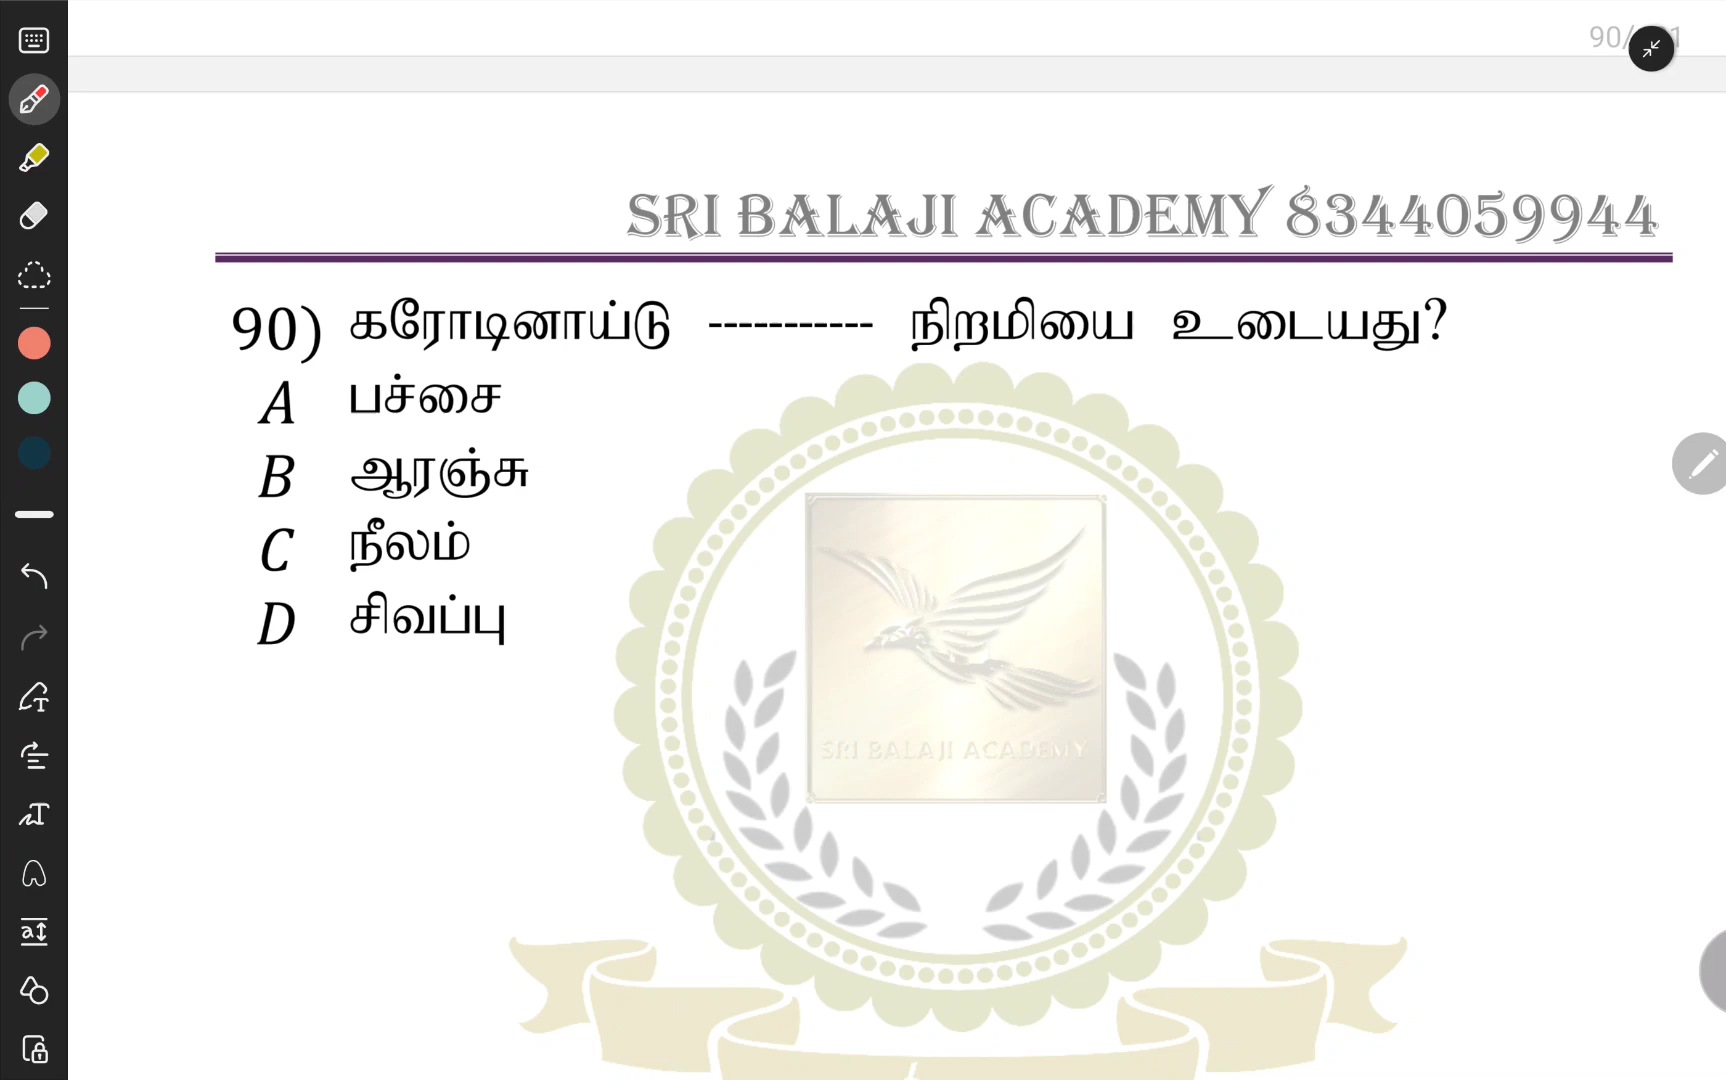 SRI BALAJI ACADEMY 8344059944
90) கரோடினாய்டு ----------- நிறமியை உடையது?
A பச்சை
B ஆரஞ்சு
C நீலம்
D சிவப்பு
SRI BALAJI ACADEMY